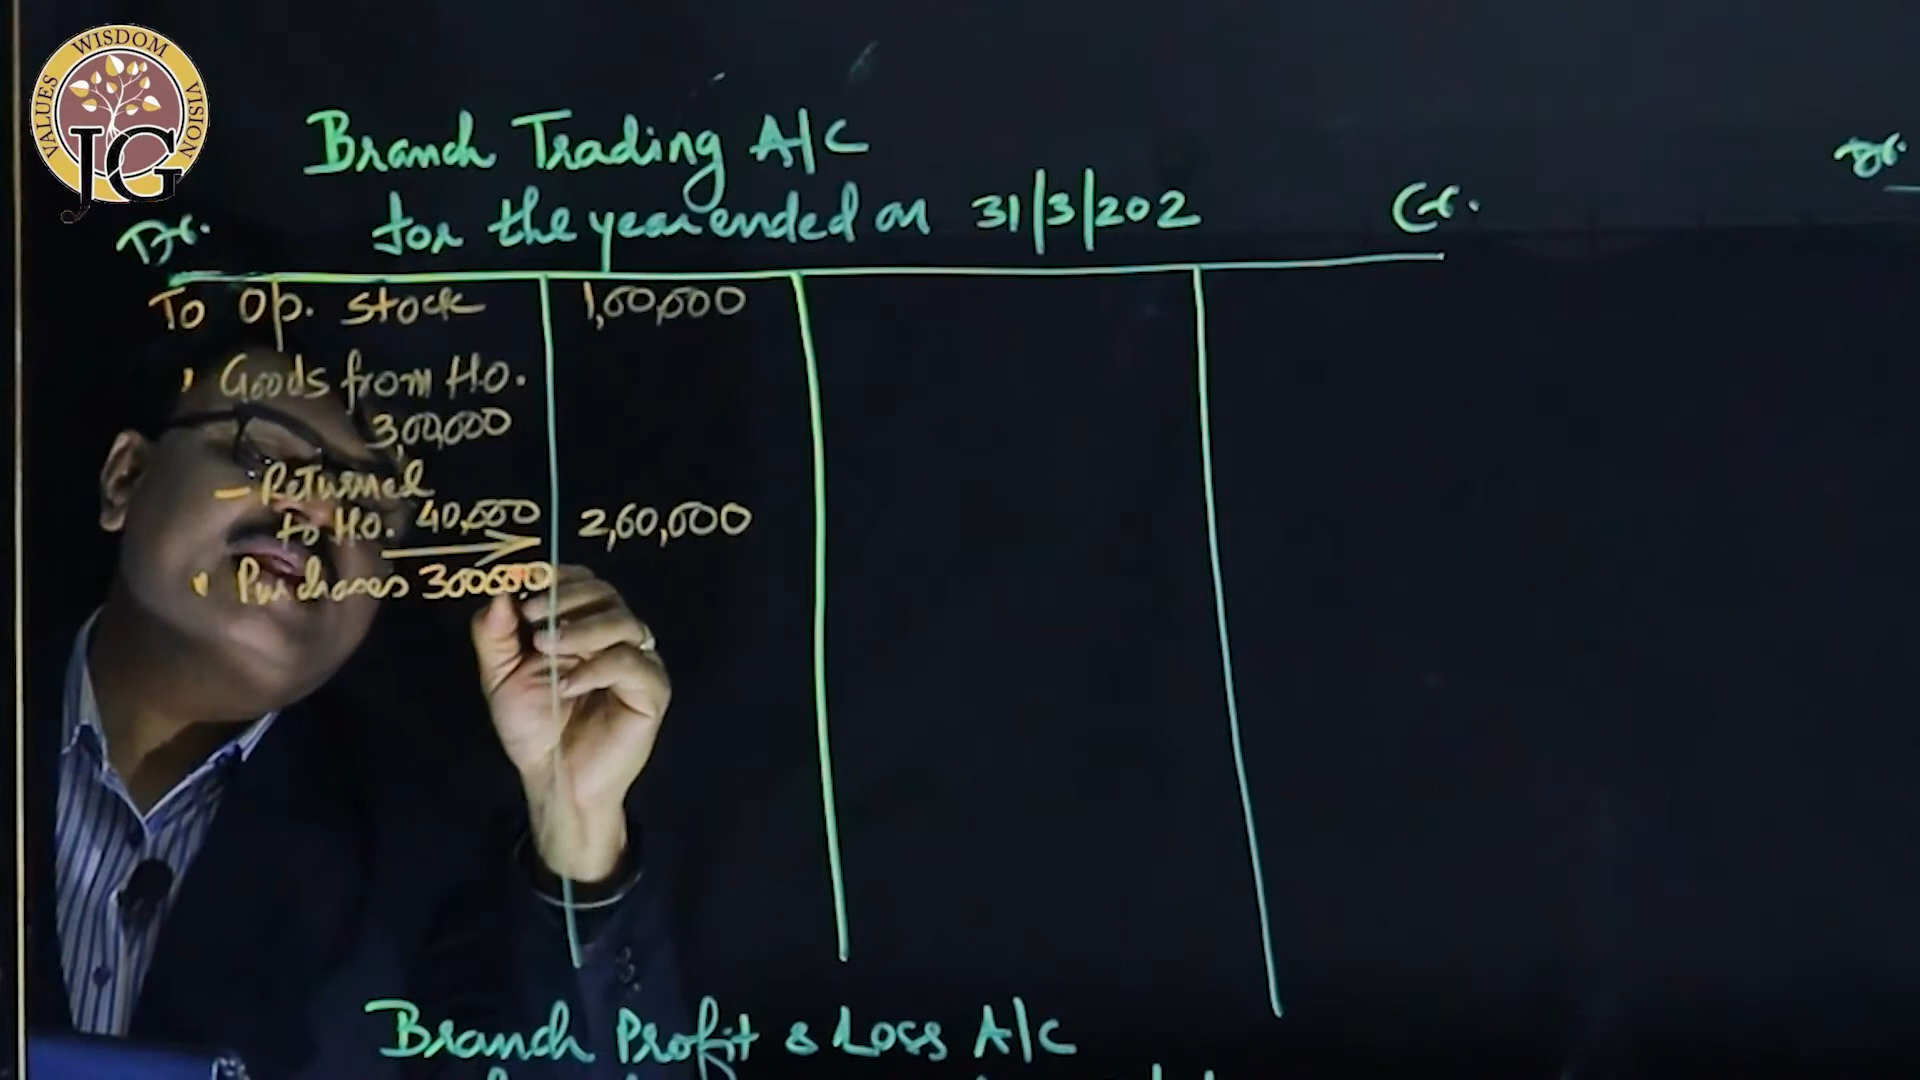 VALUES WISDOM VISION
JG
Branch Trading A/C
Dr. for the year ended on 31/3/202 Cr.
Dr.
To Op. Stock 1,60,000
" Goods from H.O.
3,00,000
- Returned
to H.O. 40,000 2,60,000
" Purchases 300000
Branch Profit & Loss A/C